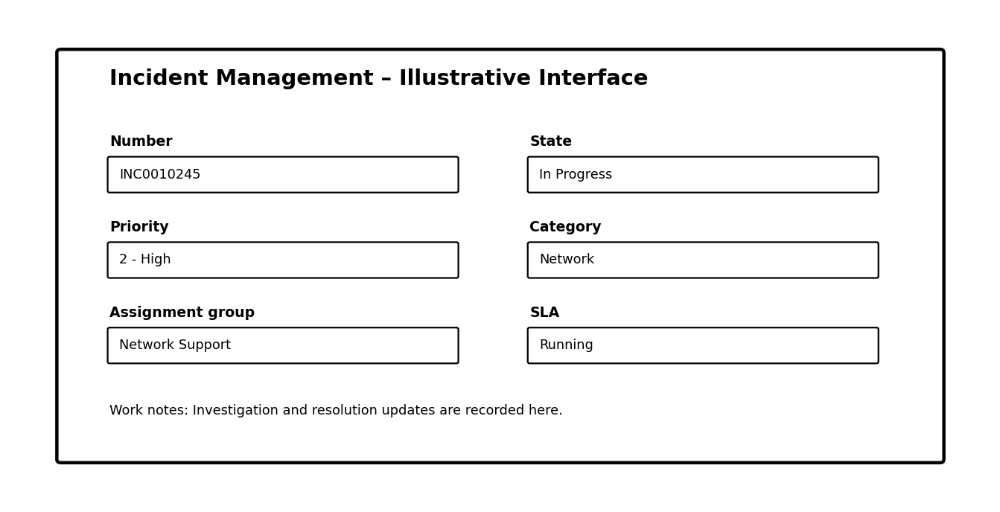 Incident Management – Illustrative Interface
Number
State
INC0010245
In Progress
Priority
Category
2 - High
Network
Assignment group
SLA
Network Support
Running
Work notes: Investigation and resolution updates are recorded here.